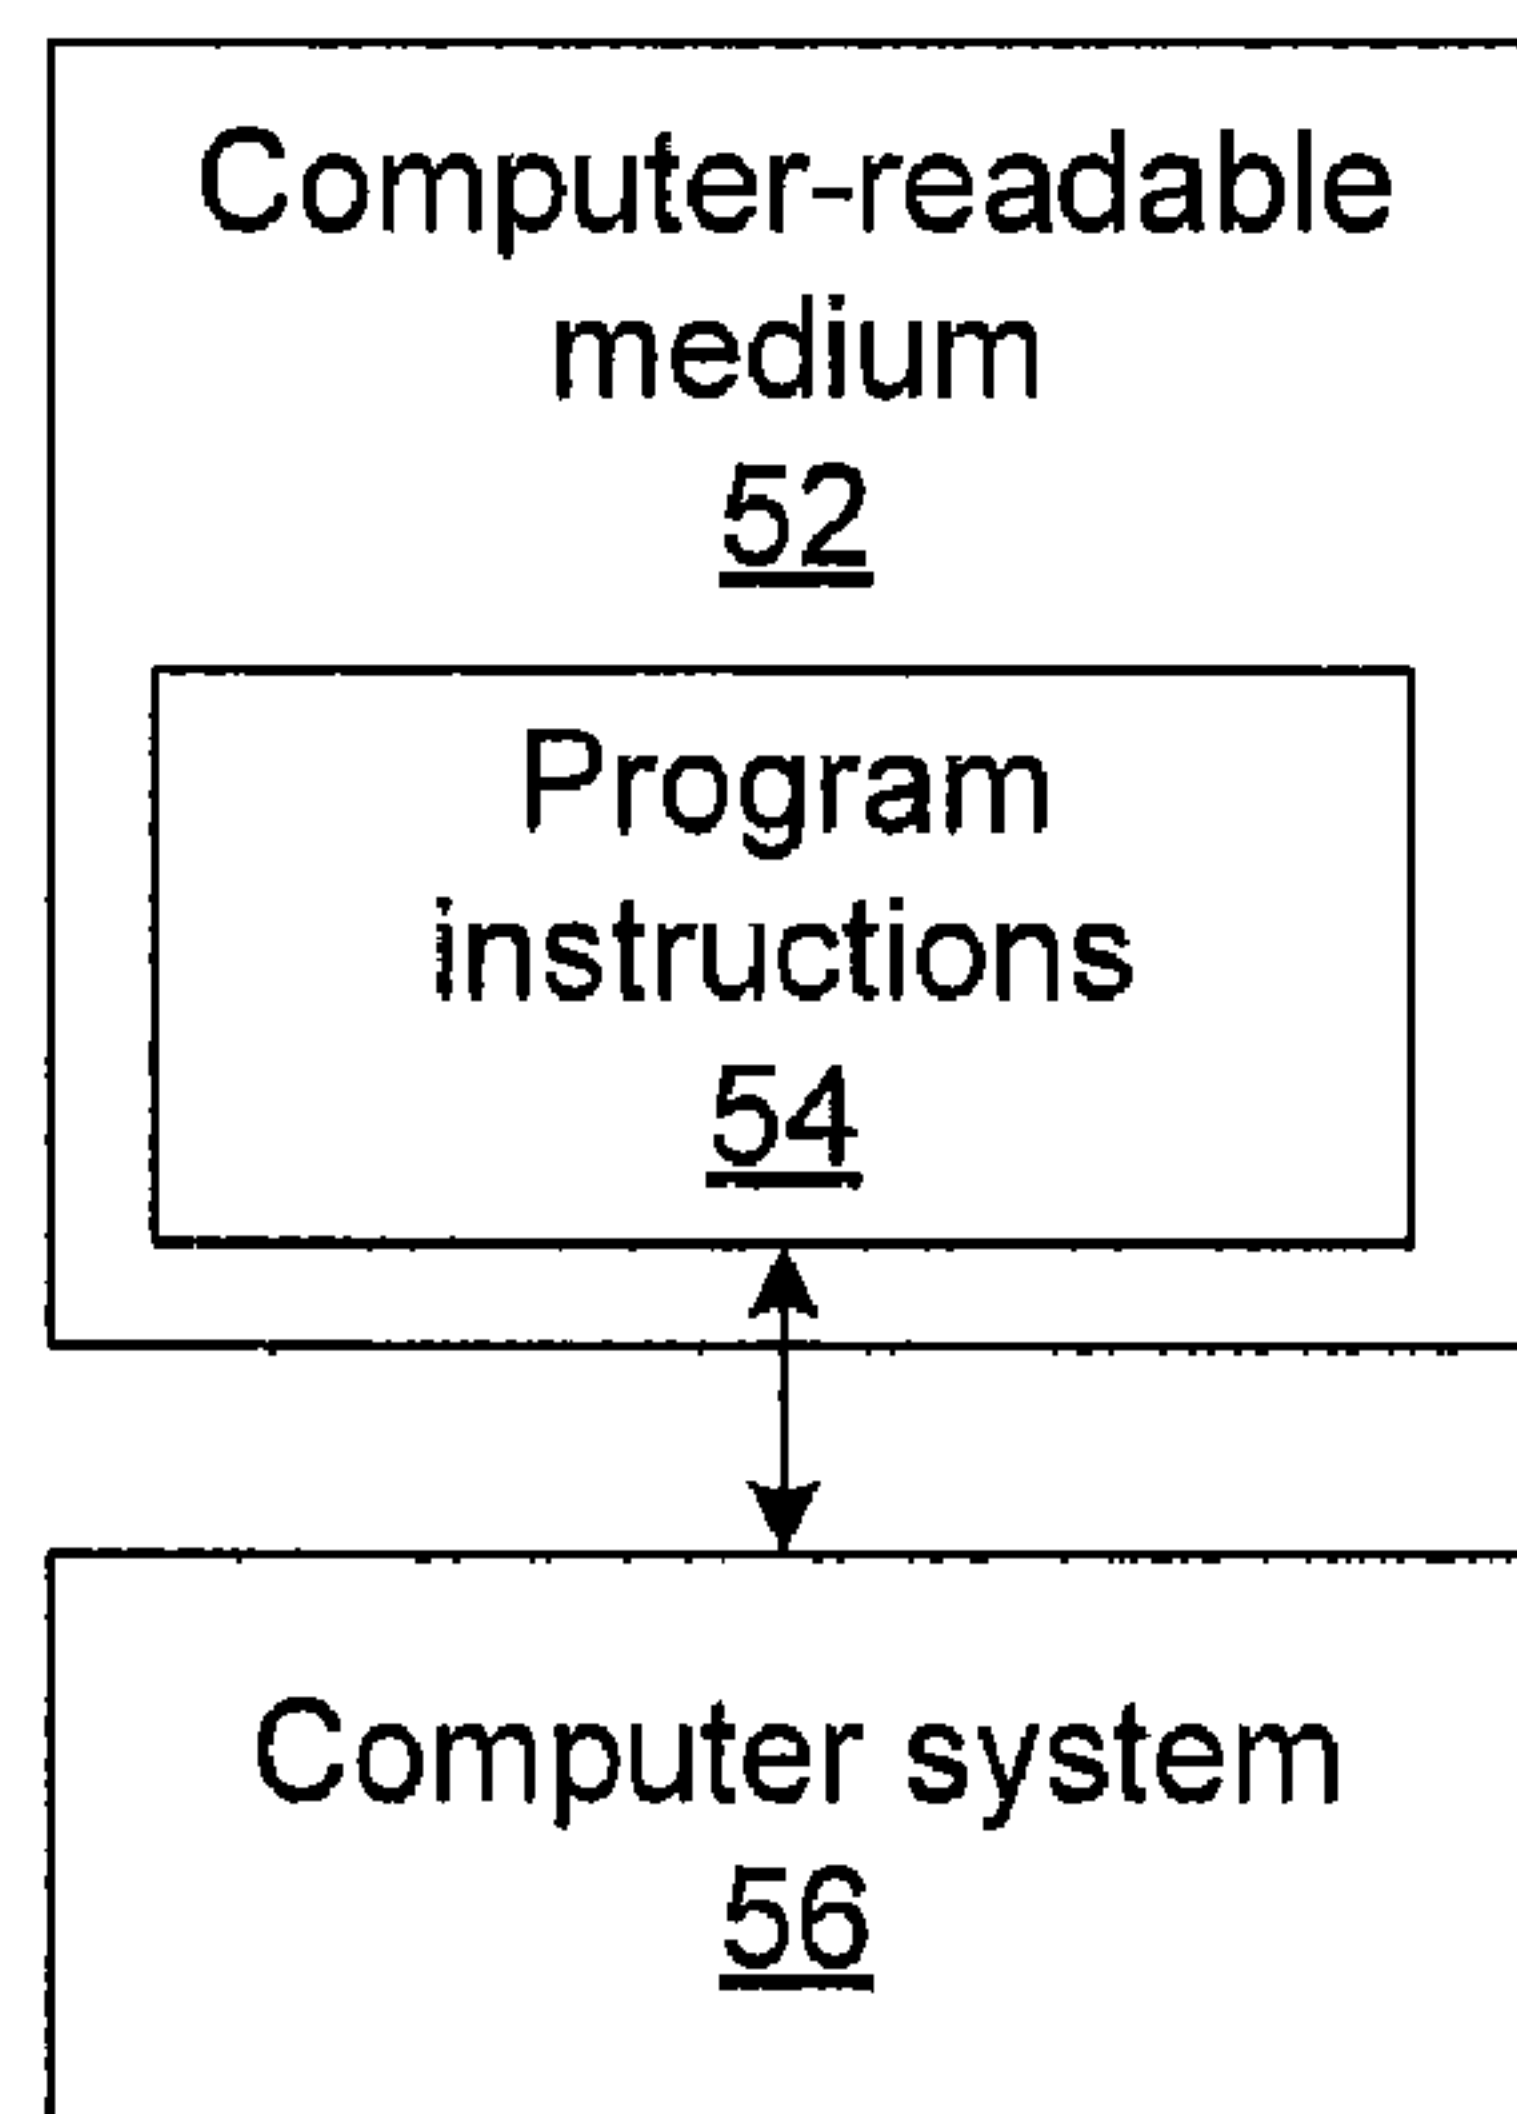 Computer-readable
medium
52
Program
instructions
54
Computer system
56